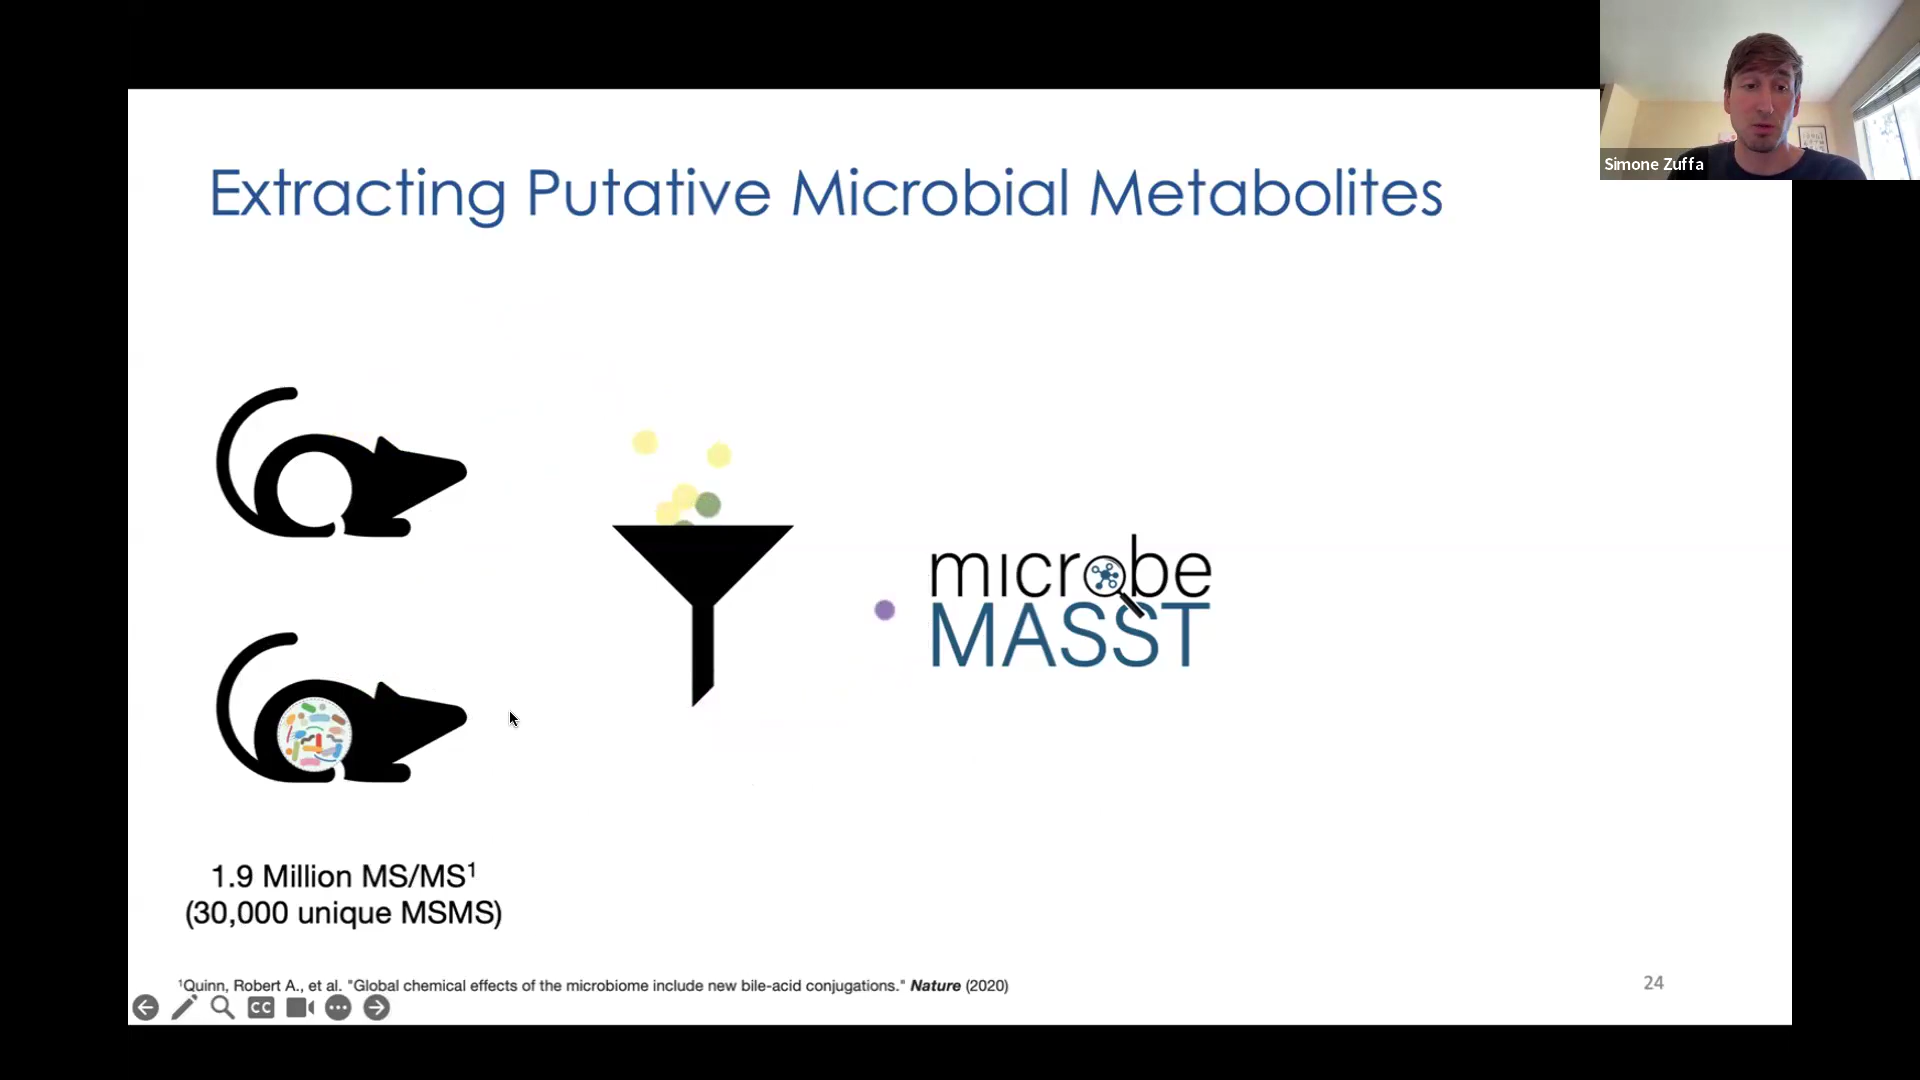 Simone Zuffa
Extracting Putative Microbial Metabolites
microbe
MASST
1.9 Million MS/MS¹
(30,000 unique MSMS)
¹Quinn, Robert A., et al. "Global chemical effects of the microbiome include new bile-acid conjugations." Nature (2020)
24
CC